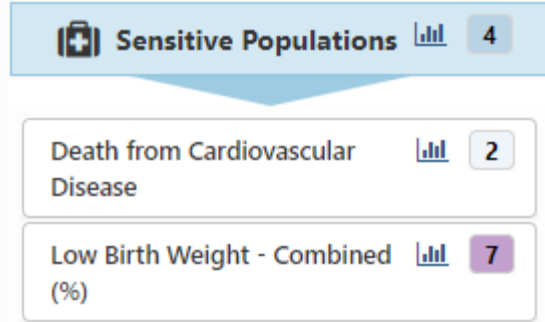 Sensitive Populations 4
Death from Cardiovascular 2
Disease
Low Birth Weight - Combined 7
(%)